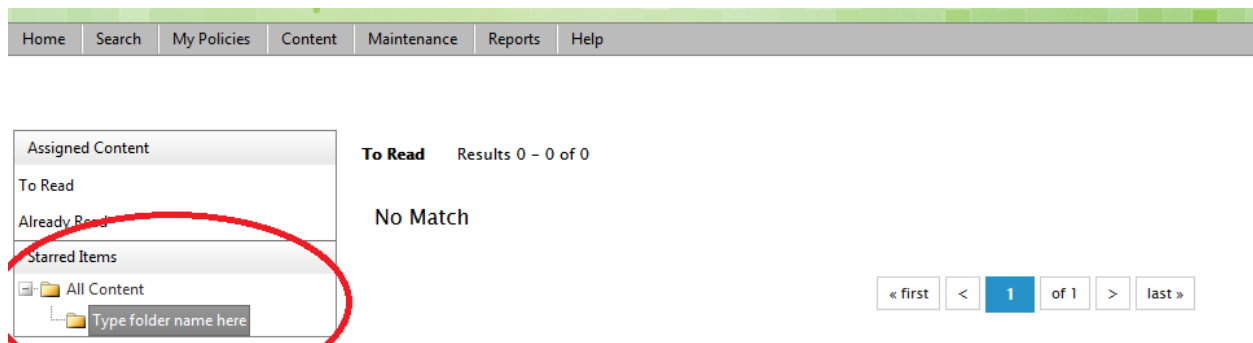 Home Search My Policies Content Maintenance Reports Help
Assigned Content
To Read
Already Read
Starred Items
All Content
Type folder name here
To Read Results 0 – 0 of 0
No Match
« first < 1 of 1 > last »